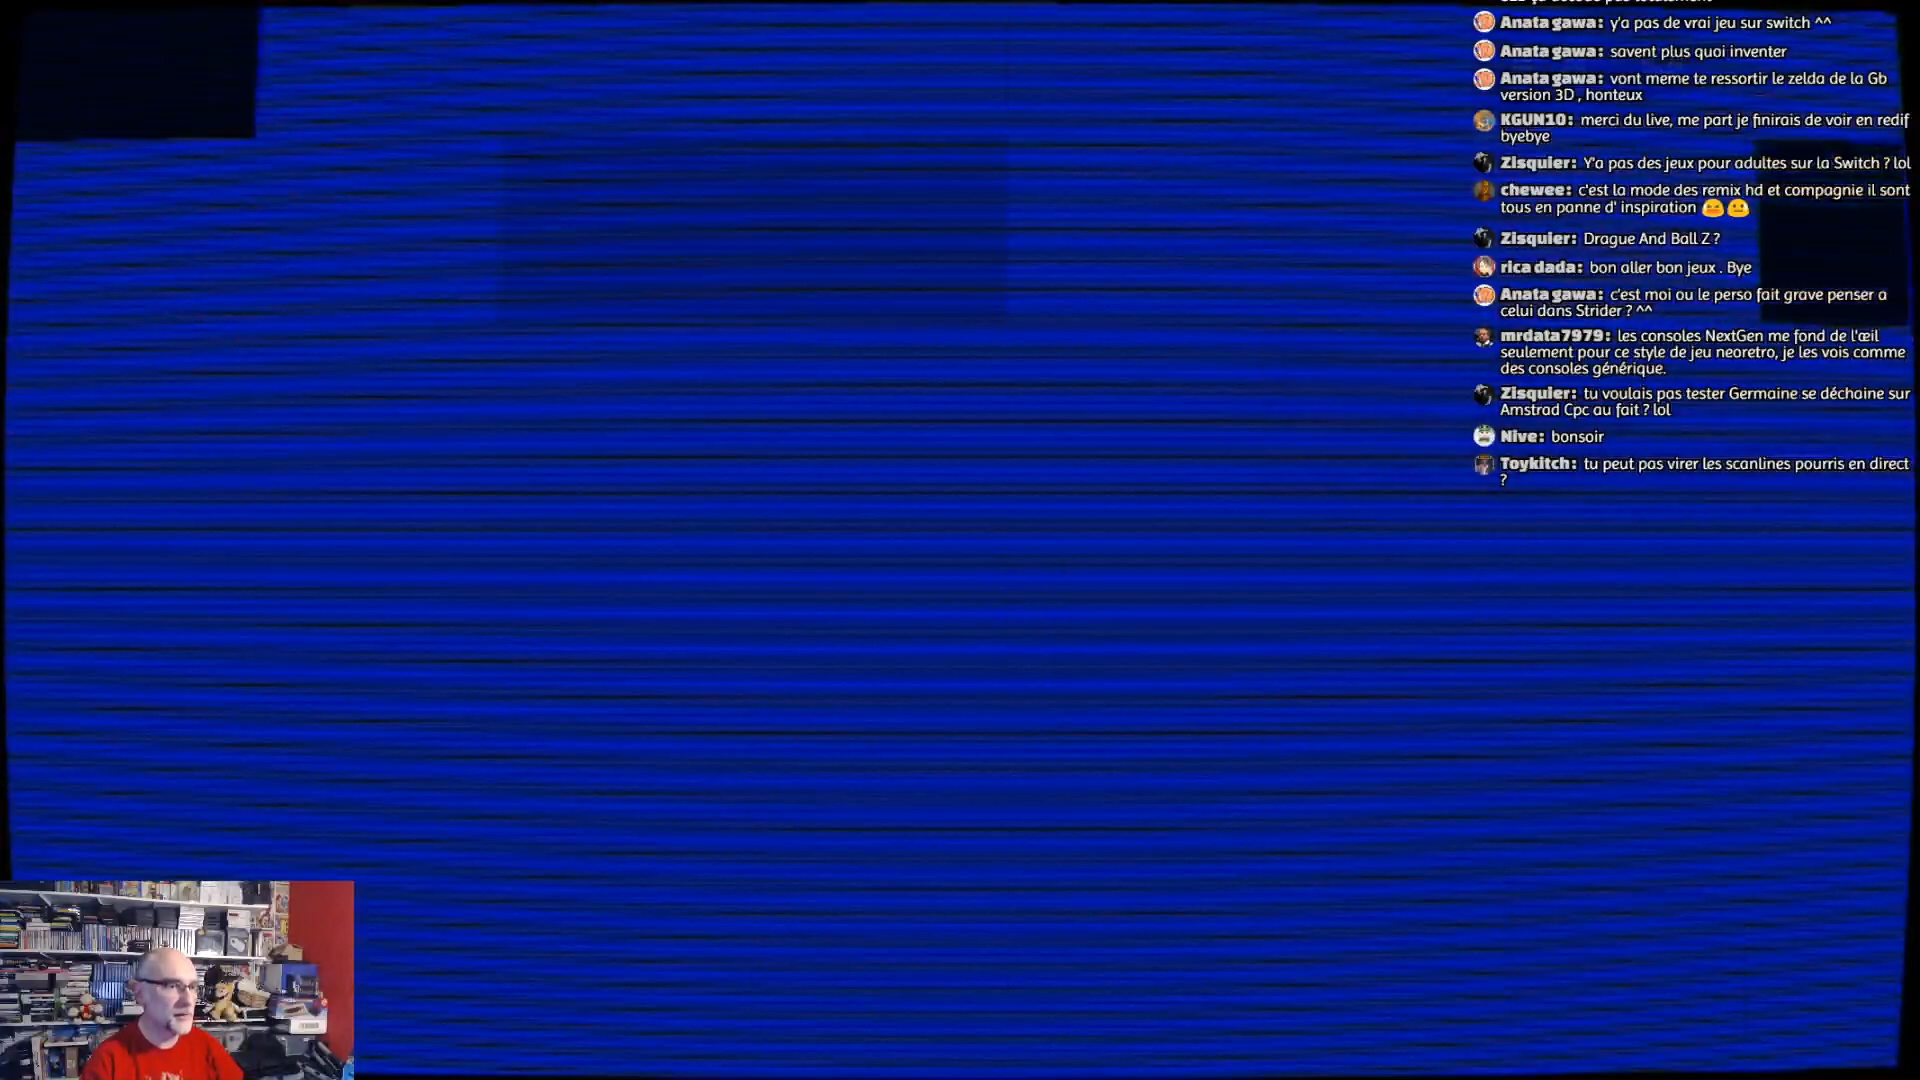 Anata gawa: y'a pas de vrai jeu sur switch ^^
Anata gawa: savent plus quoi inventer
Anata gawa: vont meme te ressortir le zelda de la Gb
version 3D , honteux
KGUN10: merci du live, me part je finirais de voir en redif
byebye
Zisquier: Y'a pas des jeux pour adultes sur la Switch ? lol
chewee: c'est la mode des remix hd et compagnie il sont
tous en panne d' inspiration
Zisquier: Drague And Ball Z ?
rica dada: bon aller bon jeux . Bye
Anata gawa: c'est moi ou le perso fait grave penser a
celui dans Strider ? ^^
mrdata7979: les consoles NextGen me fond de l'œil
seulement pour ce style de jeu neoretro, je les vois comme
des consoles générique.
Zisquier: tu voulais pas tester Germaine se déchaine sur
Amstrad Cpc au fait ? lol
Nive: bonsoir
Toykitch: tu peut pas virer les scanlines pourris en direct
?